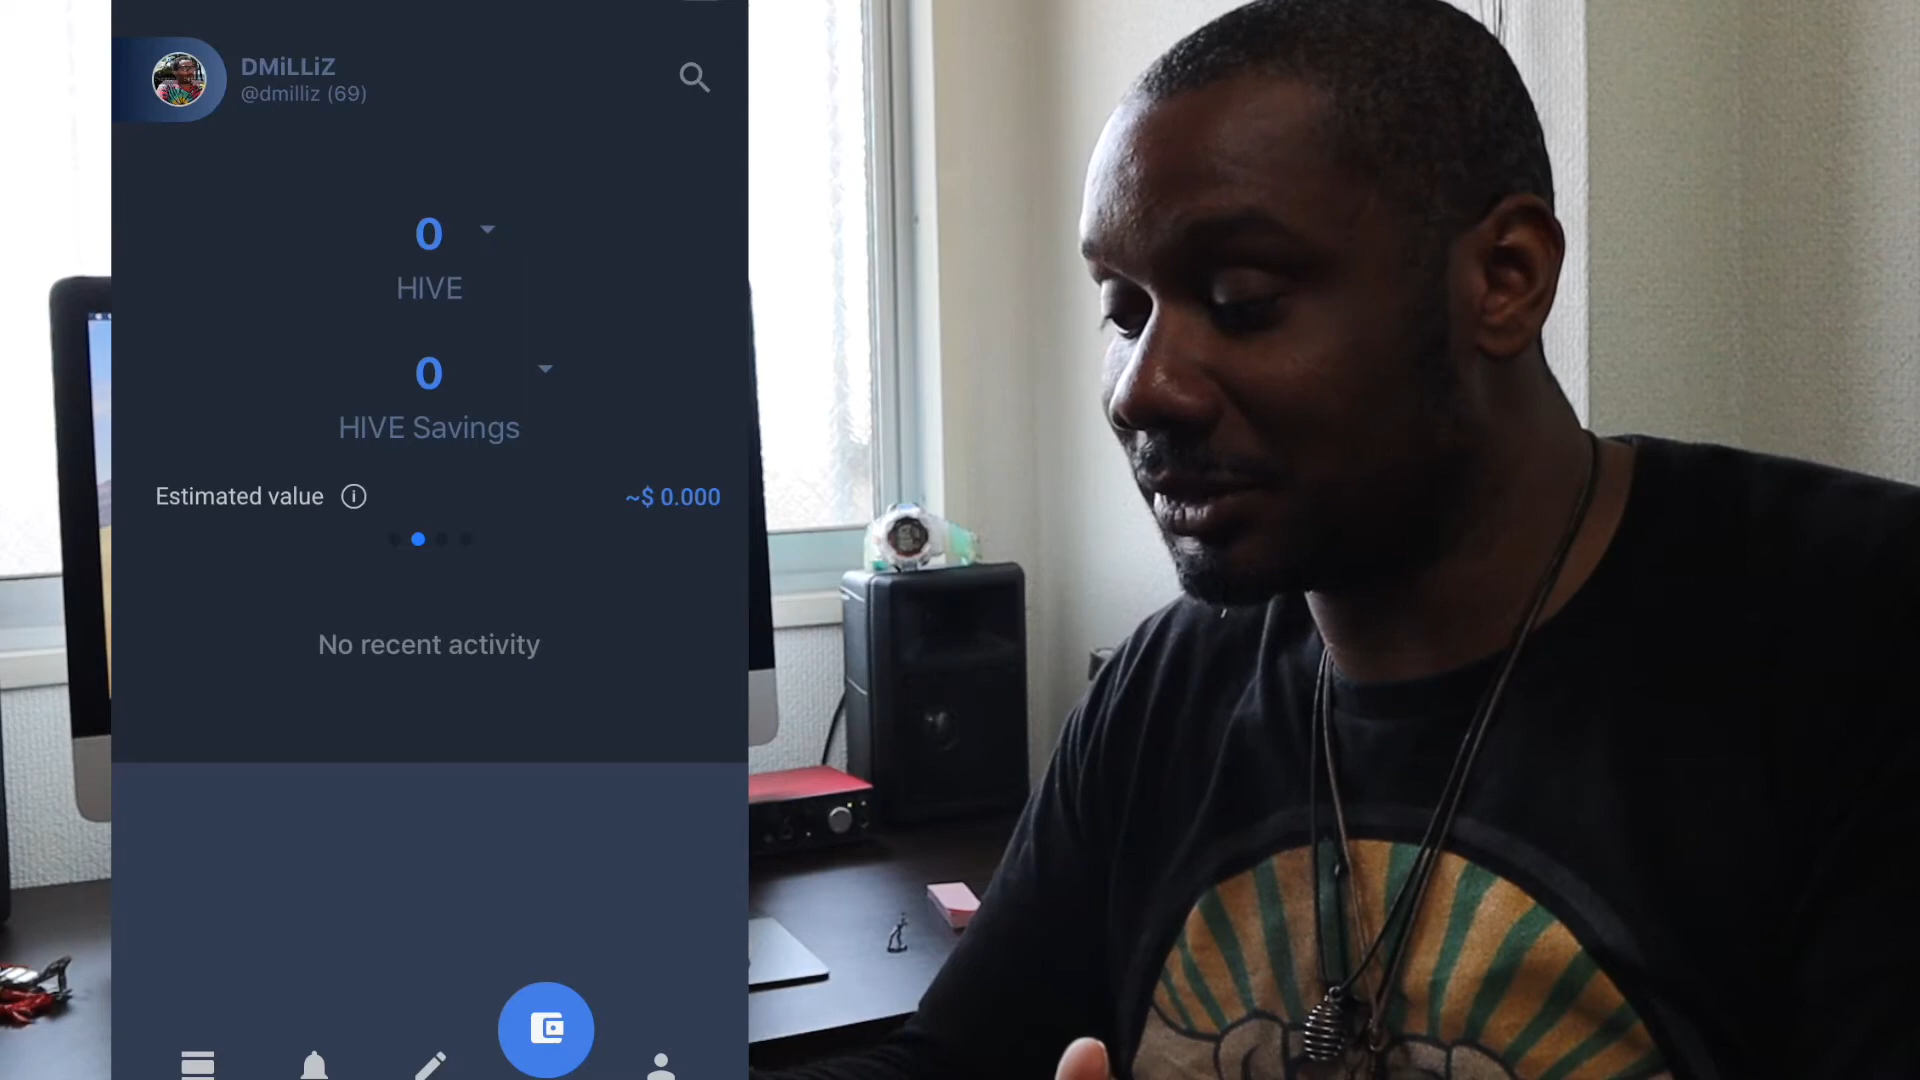 DMiLLiZ
@dmilliz (69)
0
HIVE
0
HIVE Savings
Estimated value ~$ 0.000
No recent activity